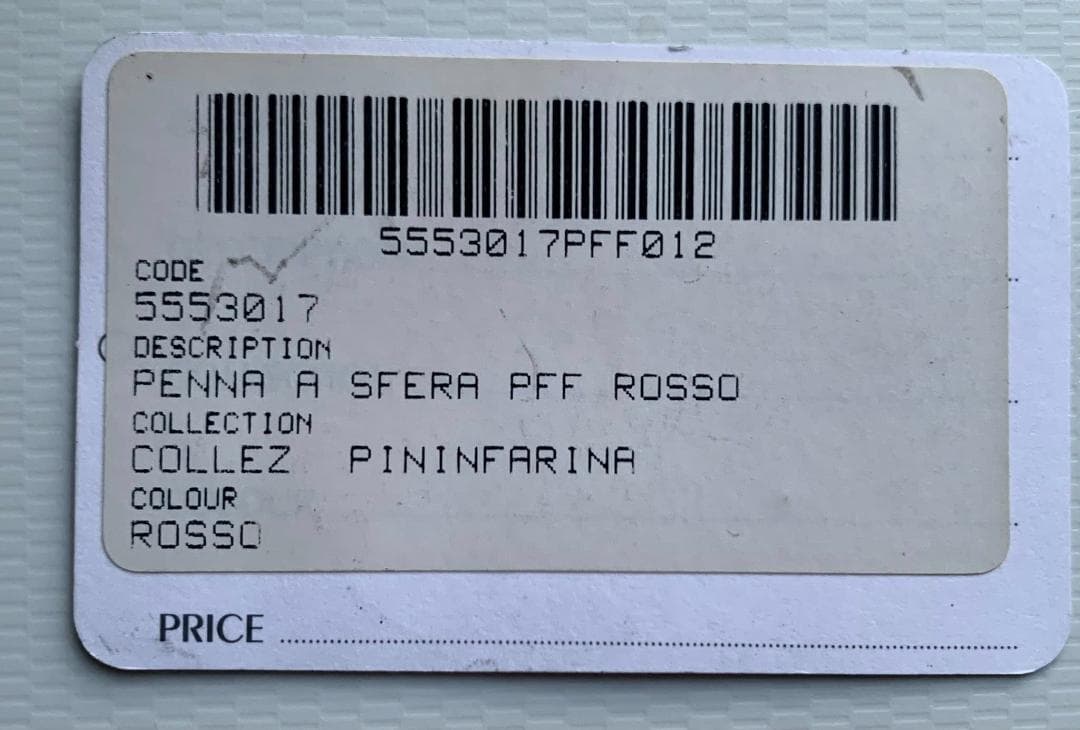 5553017PFF012
CODE
5553017
DESCRIPTION
PENNA A SFERA PFF ROSSO
COLLECTION
COLLEZ PININFARINA
COLOUR
ROSSO
PRICE